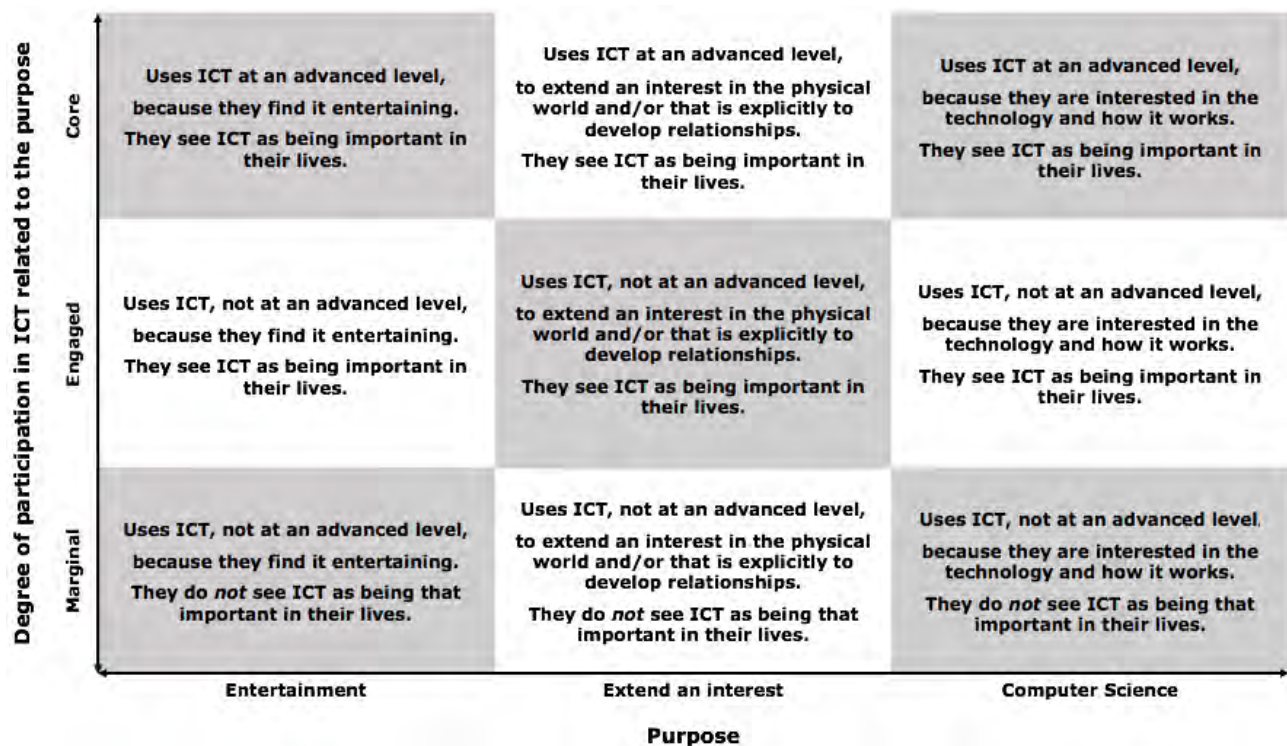 Degree of participation in ICT related to the purpose
Core
Uses ICT at an advanced level,
because they find it entertaining.
They see ICT as being important in
their lives.
Uses ICT at an advanced level,
to extend an interest in the physical
world and/or that is explicitly to
develop relationships.
They see ICT as being important in
their lives.
Uses ICT at an advanced level,
because they are interested in the
technology and how it works.
They see ICT as being important in
their lives.
Engaged
Uses ICT, not at an advanced level,
because they find it entertaining.
They see ICT as being important in
their lives.
Uses ICT, not at an advanced level,
to extend an interest in the physical
world and/or that is explicitly to
develop relationships.
They see ICT as being important in
their lives.
Uses ICT, not at an advanced level,
because they are interested in the
technology and how it works.
They see ICT as being important in
their lives.
Marginal
Uses ICT, not at an advanced level,
because they find it entertaining.
They do not see ICT as being that
important in their lives.
Uses ICT, not at an advanced level,
to extend an interest in the physical
world and/or that is explicitly to
develop relationships.
They do not see ICT as being that
important in their lives.
Uses ICT, not at an advanced level.
because they are interested in the
technology and how it works.
They do not see ICT as being that
important in their lives.
Entertainment
Extend an interest
Computer Science
Purpose